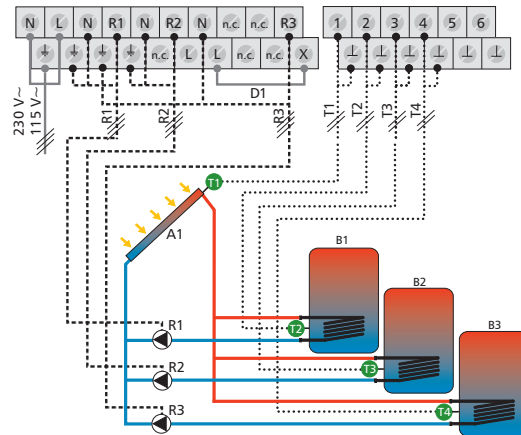 N L N R1 N R2 N n.c. n.c. R3 1 2 3 4 5 6
n.c. L L n.c. n.c. X
D1
230 V~
115 V~
R1
R2
R3
T1
T2
T3
T4
T1
A1
B1
B2
B3
R1
T2
R2
T3
R3
T4